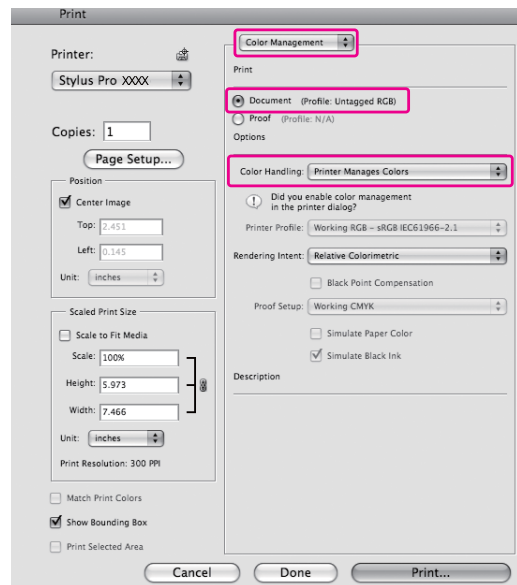 Print
Printer:
Stylus Pro XXXX
Copies: 1
Page Setup...
Position
Center Image
Top: 2.451
Left: 0.145
Unit: inches
Scaled Print Size
Scale to Fit Media
Scale: 100%
Height: 5.973
Width: 7.466
Unit: inches
Print Resolution: 300 PPI
Match Print Colors
Show Bounding Box
Print Selected Area
Color Management
Print
Document (Profile: Untagged RGB)
Proof (Profile: N/A)
Options
Color Handling: Printer Manages Colors
Did you enable color management
in the printer dialog?
Printer Profile: Working RGB - sRGB IEC61966-2.1
Rendering Intent: Relative Colorimetric
Black Point Compensation
Proof Setup: Working CMYK
Simulate Paper Color
Simulate Black Ink
Description
Cancel
Done
Print...